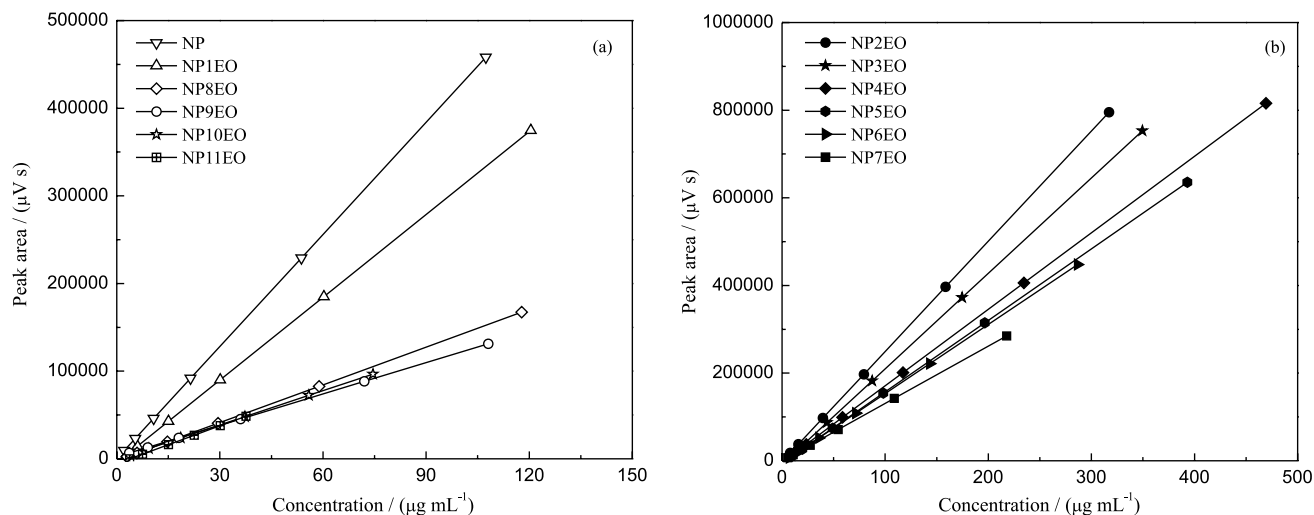 (a)
NP
NP1EO
NP8EO
NP9EO
NP10EO
NP11EO
500000
400000
300000
200000
100000
0
Peak area / (μV s)
0 30 60 90 120 150
Concentration / (μg mL⁻¹)
(b)
NP2EO
NP3EO
NP4EO
NP5EO
NP6EO
NP7EO
1000000
800000
600000
400000
200000
0
Peak area / (μV s)
0 100 200 300 400 500
Concentration / (μg mL⁻¹)